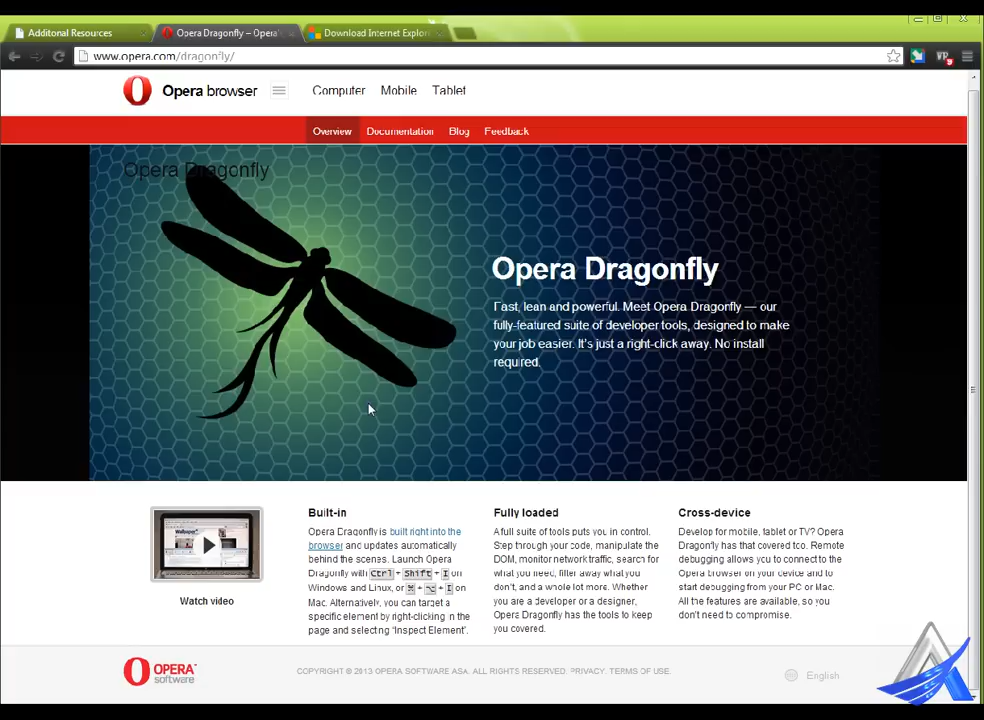 Additonal Resources
Opera Dragonfly – Opera
Download Internet Explor
www.opera.com/dragonfly/
Opera browser
Computer Mobile Tablet
Overview Documentation Blog Feedback
Opera Dragonfly
Opera Dragonfly
Fast, lean and powerful. Meet Opera Dragonfly — our
fully-featured suite of developer tools, designed to make
your job easier. It's just a right-click away. No install
required.
Watch video
Built-in
Opera Dragonfly is built right into the
browser and updates automatically
behind the scenes. Launch Opera
Dragonfly with Ctrl + Shift + I on
Windows and Linux, or ⌘ + ⌥ + I on
Mac. Alternatively, you can target a
specific element by right-clicking in the
page and selecting "Inspect Element".
Fully loaded
A full suite of tools puts you in control.
Step through your code, manipulate the
DOM, monitor network traffic, search for
what you need, filter away what you
don't, and a whole lot more. Whether
you are a developer or a designer,
Opera Dragonfly has the tools to keep
you covered.
Cross-device
Develop for mobile, tablet or TV? Opera
Dragonfly has that covered too. Remote
debugging allows you to connect to the
Opera browser on your device and to
start debugging from your PC or Mac.
All the features are available, so you
don't need to compromise.
OPERA
software
COPYRIGHT © 2013 OPERA SOFTWARE ASA. ALL RIGHTS RESERVED. PRIVACY. TERMS OF USE.
English